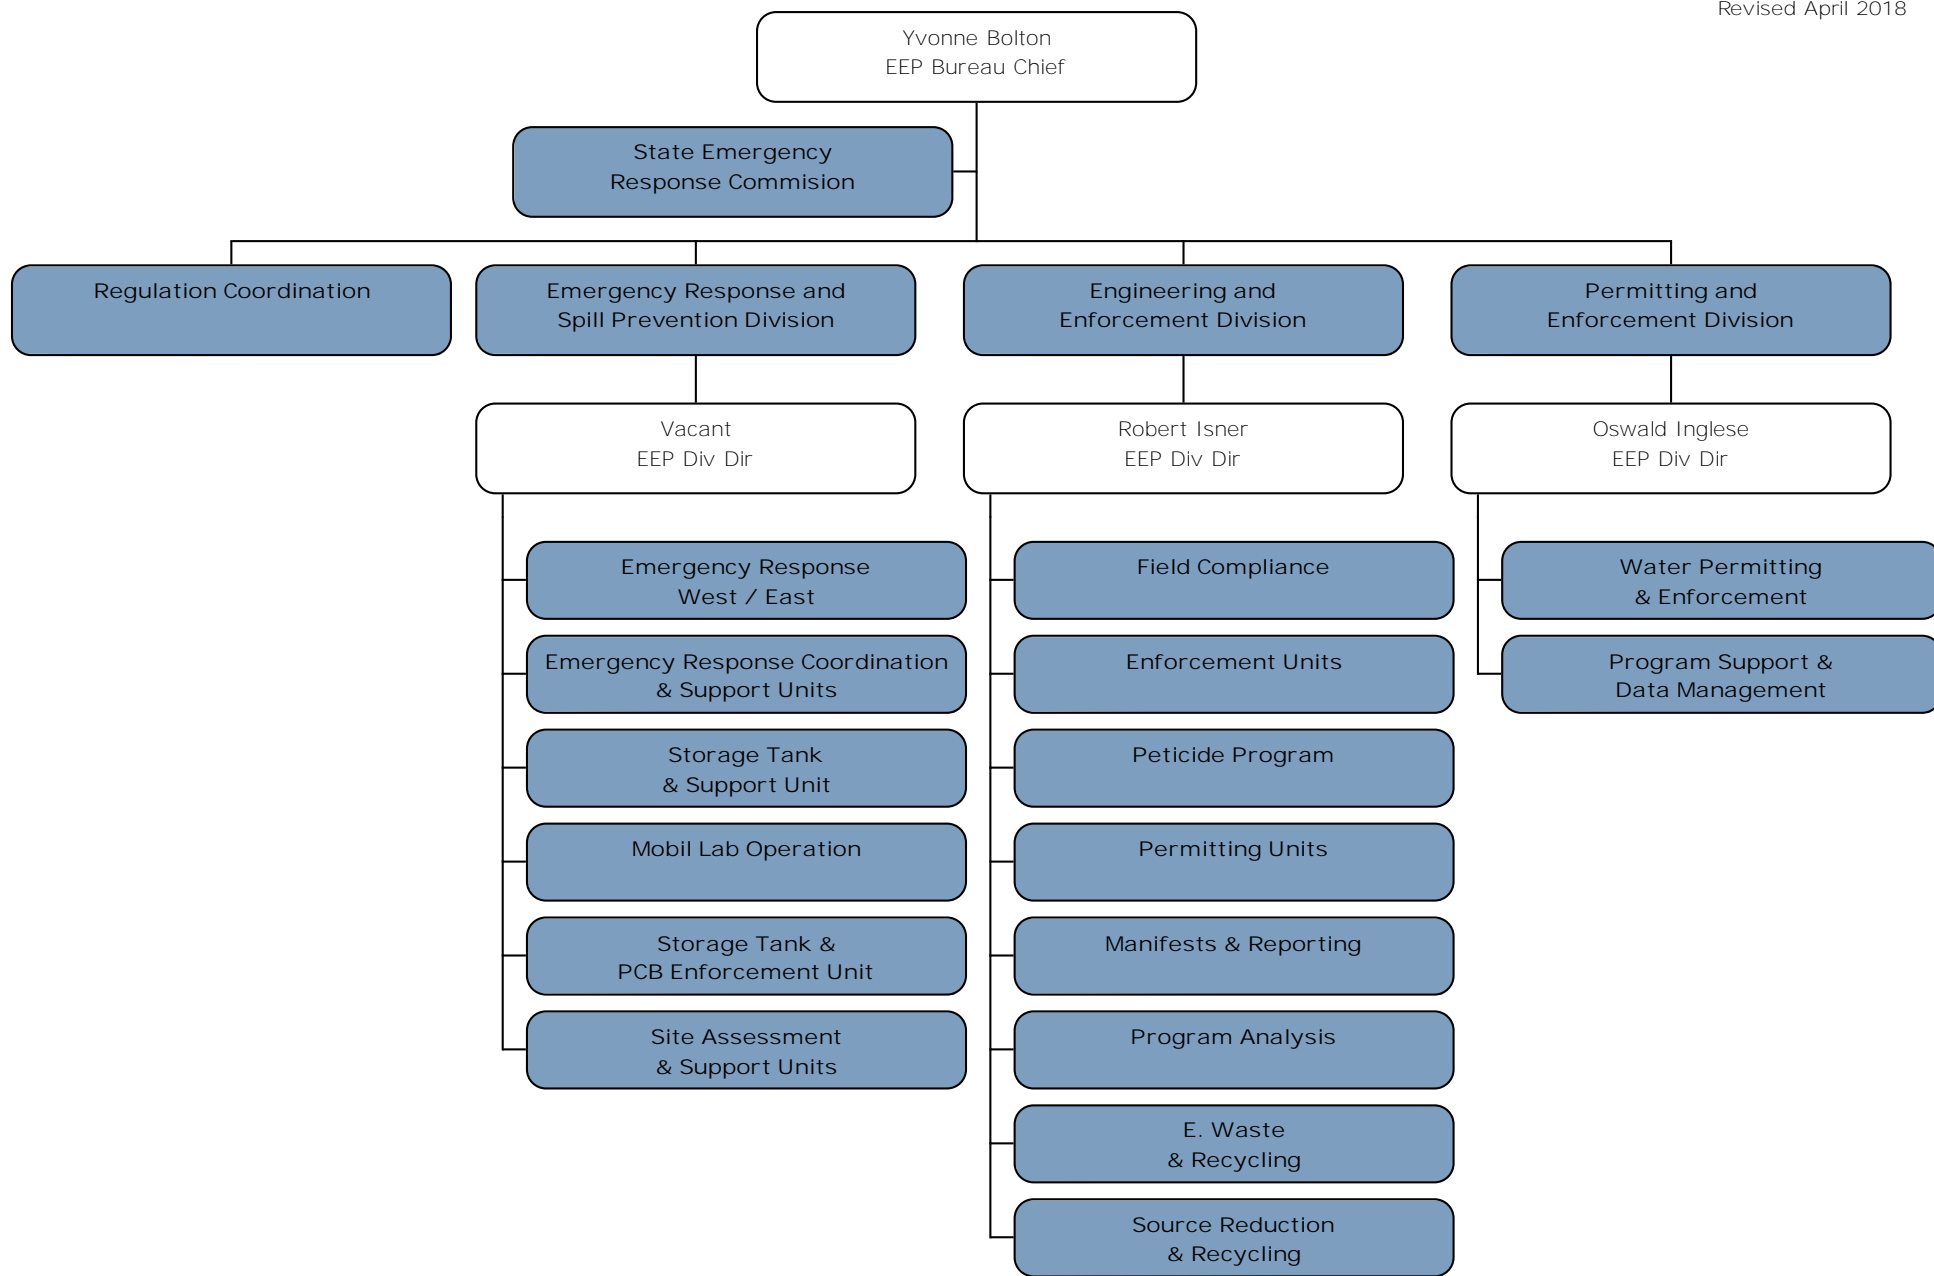 Revised April 2018
Yvonne Bolton
EEP Bureau Chief
State Emergency
Response Commision
Regulation Coordination
Emergency Response and
Spill Prevention Division
Engineering and
Enforcement Division
Permitting and
Enforcement Division
Vacant
EEP Div Dir
Robert Isner
EEP Div Dir
Oswald Inglese
EEP Div Dir
Emergency Response
West / East
Emergency Response Coordination
& Support Units
Storage Tank
& Support Unit
Mobil Lab Operation
Storage Tank &
PCB Enforcement Unit
Site Assessment
& Support Units
Field Compliance
Enforcement Units
Peticide Program
Permitting Units
Manifests & Reporting
Program Analysis
E. Waste
& Recycling
Source Reduction
& Recycling
Water Permitting
& Enforcement
Program Support &
Data Management